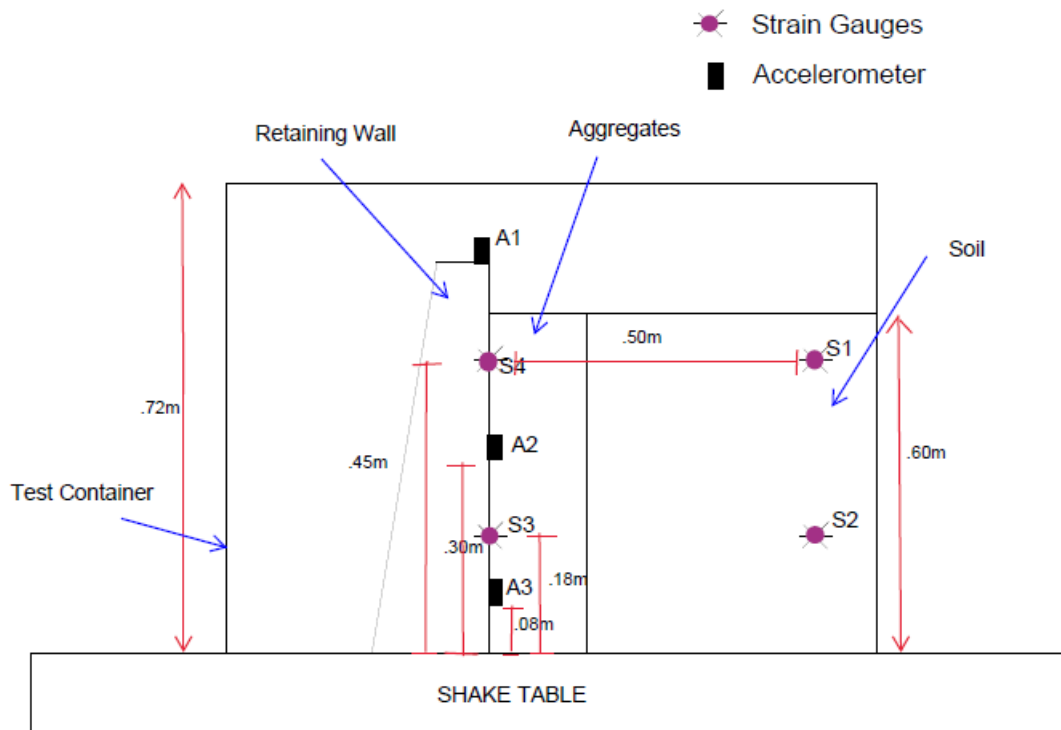 Strain Gauges
Accelerometer
Retaining Wall
Aggregates
A1
Soil
.50m
S1
S4
.72m
A2
.45m
.60m
Test Container
S3
S2
.30m
.18m
A3
.08m
SHAKE TABLE